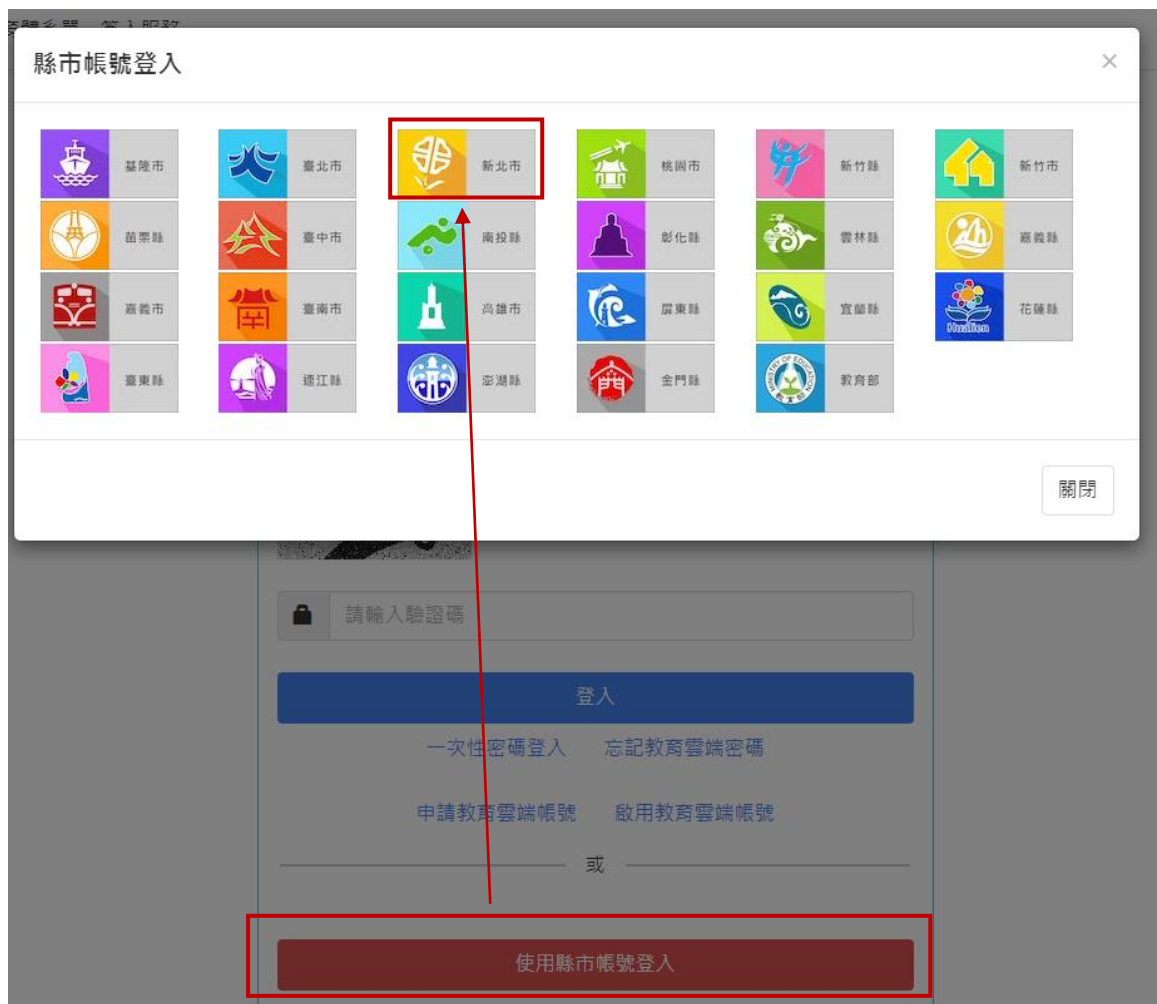 縣市帳號登入 ×
基隆市 臺北市 新北市 桃園市 新竹縣 新竹市
苗栗縣 臺中市 南投縣 彰化縣 雲林縣 嘉義縣
嘉義市 臺南市 高雄市 屏東縣 宜蘭縣 花蓮縣
Hualien
臺東縣 連江縣 澎湖縣 金門縣 教育部
MINISTRY OF EDUCATION
教育部
關閉
請輸入驗證碼
登入
一次性密碼登入 忘記教育雲端密碼
申請教育雲端帳號 啟用教育雲端帳號
或
使用縣市帳號登入